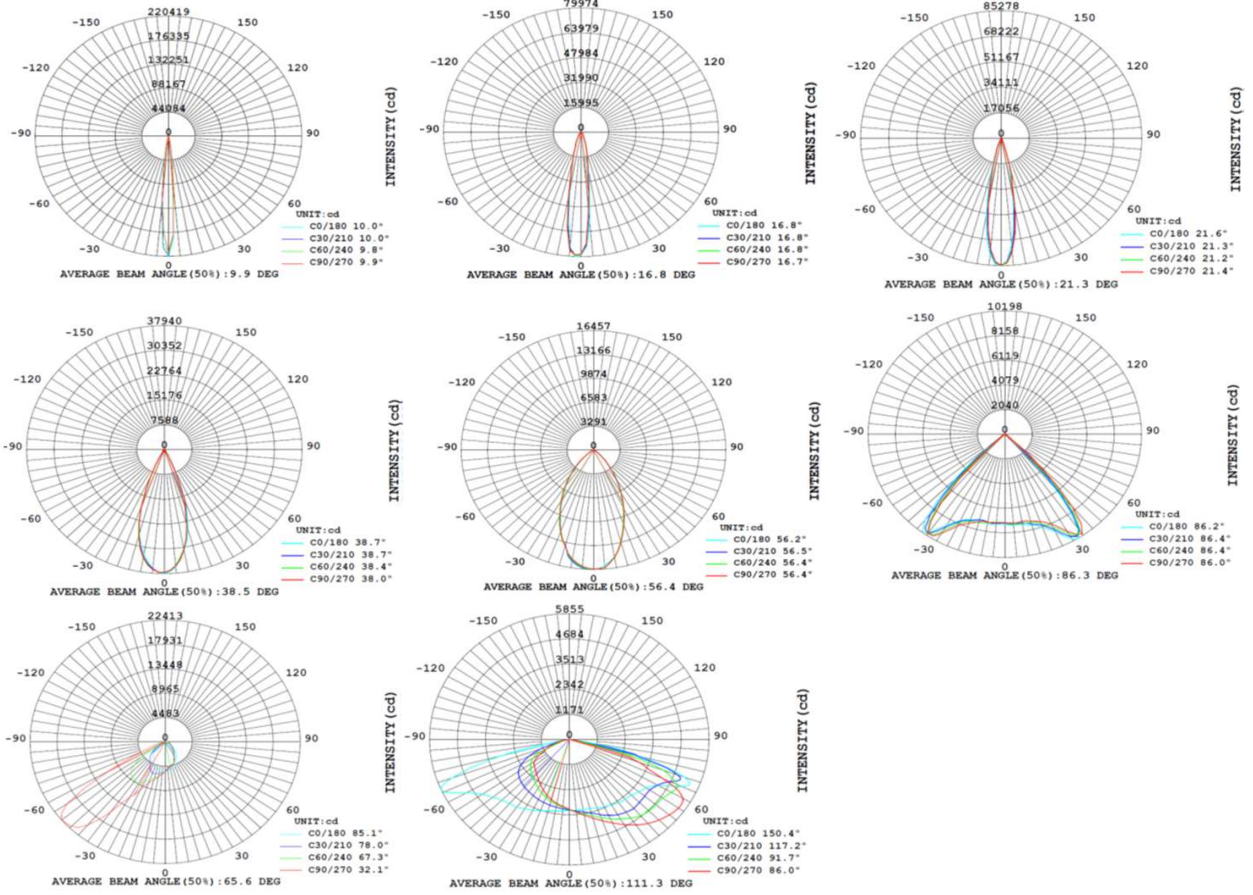 220419
-150 150
176335
132251
-120 120
88167
44084
-90 0 90
-60 60
-30 0 30
UNIT:cd
C0/180 10.0°
C30/210 10.0°
C60/240 9.8°
C90/270 9.9°
AVERAGE BEAM ANGLE(50%):9.9 DEG
INTENSITY(cd)
79974
-150 150
63979
47984
-120 120
31990
15995
-90 0 90
-60 60
-30 0 30
UNIT:cd
C0/180 16.8°
C30/210 16.8°
C60/240 16.8°
C90/270 16.7°
AVERAGE BEAM ANGLE(50%):16.8 DEG
INTENSITY(cd)
85278
-150 150
68222
51167
-120 120
34111
17056
-90 0 90
-60 60
-30 0 30
UNIT:cd
C0/180 21.6°
C30/210 21.3°
C60/240 21.2°
C90/270 21.4°
AVERAGE BEAM ANGLE(50%):21.3 DEG
INTENSITY(cd)
37940
-150 150
30352
22764
-120 120
15176
7588
-90 0 90
-60 60
-30 0 30
UNIT:cd
C0/180 38.7°
C30/210 38.7°
C60/240 38.4°
C90/270 38.0°
AVERAGE BEAM ANGLE(50%):38.5 DEG
INTENSITY(cd)
16457
-150 150
13166
9874
-120 120
6583
3291
-90 0 90
-60 60
-30 0 30
UNIT:cd
C0/180 56.2°
C30/210 56.5°
C60/240 56.4°
C90/270 56.4°
AVERAGE BEAM ANGLE(50%):56.4 DEG
INTENSITY(cd)
10198
-150 150
8158
6119
-120 120
4079
2040
-90 0 90
-60 60
-30 0 30
UNIT:cd
C0/180 86.2°
C30/210 86.4°
C60/240 86.4°
C90/270 86.0°
AVERAGE BEAM ANGLE(50%):86.3 DEG
INTENSITY(cd)
22413
-150 150
17931
13448
-120 120
8965
4483
-90 0 90
-60 60
-30 0 30
UNIT:cd
C0/180 85.1°
C30/210 78.0°
C60/240 67.3°
C90/270 32.1°
AVERAGE BEAM ANGLE(50%):65.6 DEG
INTENSITY(cd)
5855
-150 150
4684
3513
-120 120
2342
1171
-90 0 90
-60 60
-30 0 30
UNIT:cd
C0/180 150.4°
C30/210 117.2°
C60/240 91.7°
C90/270 86.0°
AVERAGE BEAM ANGLE(50%):111.3 DEG
INTENSITY(cd)